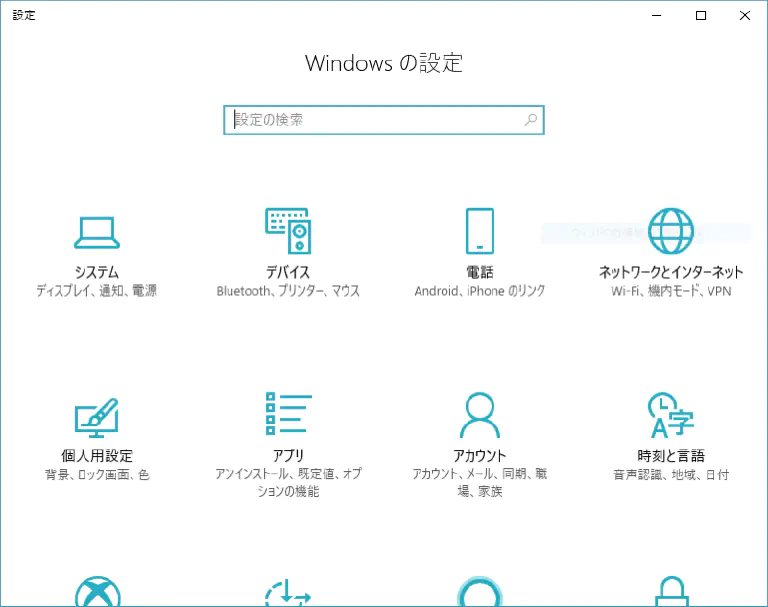 設定
Windows の設定
設定の検索
システム
ディスプレイ、通知、電源
デバイス
Bluetooth、プリンター、マウス
電話
Android、iPhone のリンク
ネットワークとインターネット
Wi-Fi、機内モード、VPN
個人用設定
背景、ロック画面、色
アプリ
アンインストール、既定値、オプ
ションの機能
アカウント
アカウント、メール、同期、職
場、家族
時刻と言語
音声認識、地域、日付